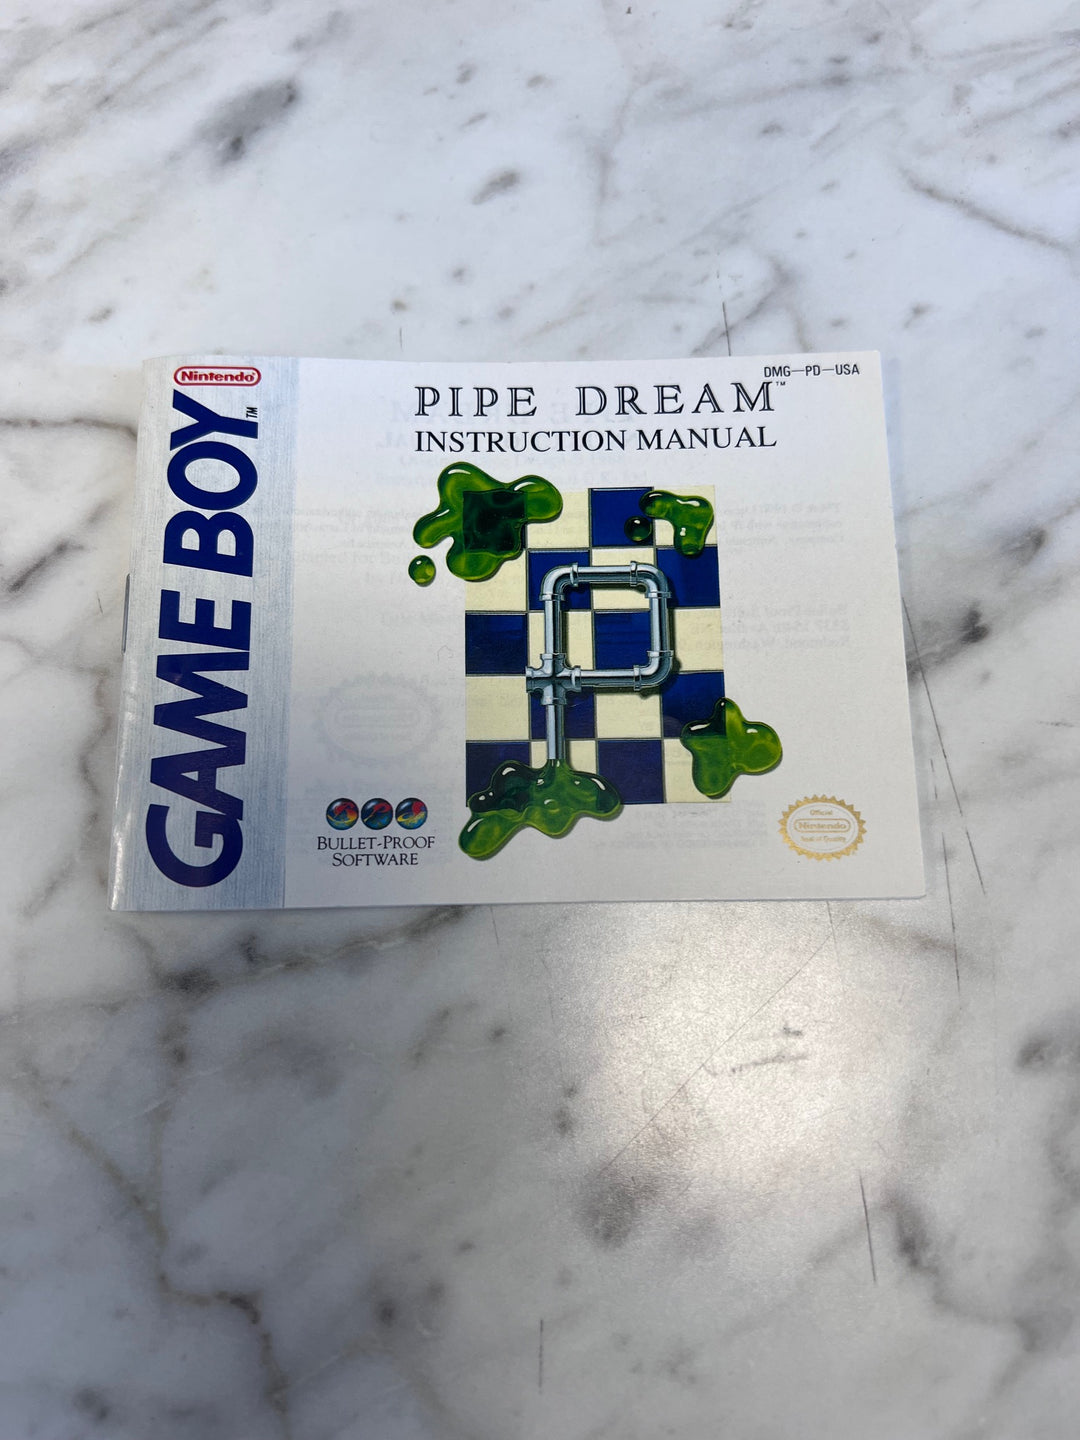 Nintendo
GAME BOY™
DMG-PD-USA
PIPE DREAM™
INSTRUCTION MANUAL
BULLET-PROOF
SOFTWARE
Official
Nintendo
Seal of Quality